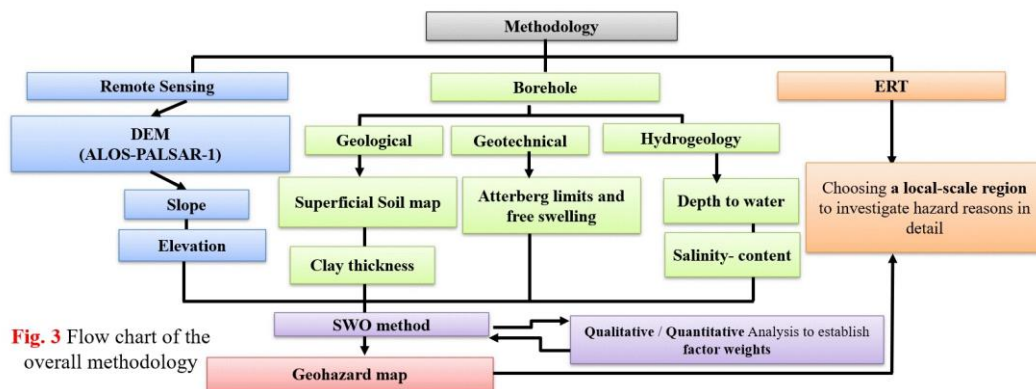 Methodology
Remote Sensing
Borehole
ERT
DEM
(ALOS-PALSAR-1)
Geological
Geotechnical
Hydrogeology
Slope
Superficial Soil map
Atterberg limits and
free swelling
Depth to water
Choosing a local-scale region
to investigate hazard reasons in
detail
Elevation
Clay thickness
Salinity- content
SWO method
Qualitative / Quantitative Analysis to establish
factor weights
Geohazard map
Fig. 3 Flow chart of the
overall methodology